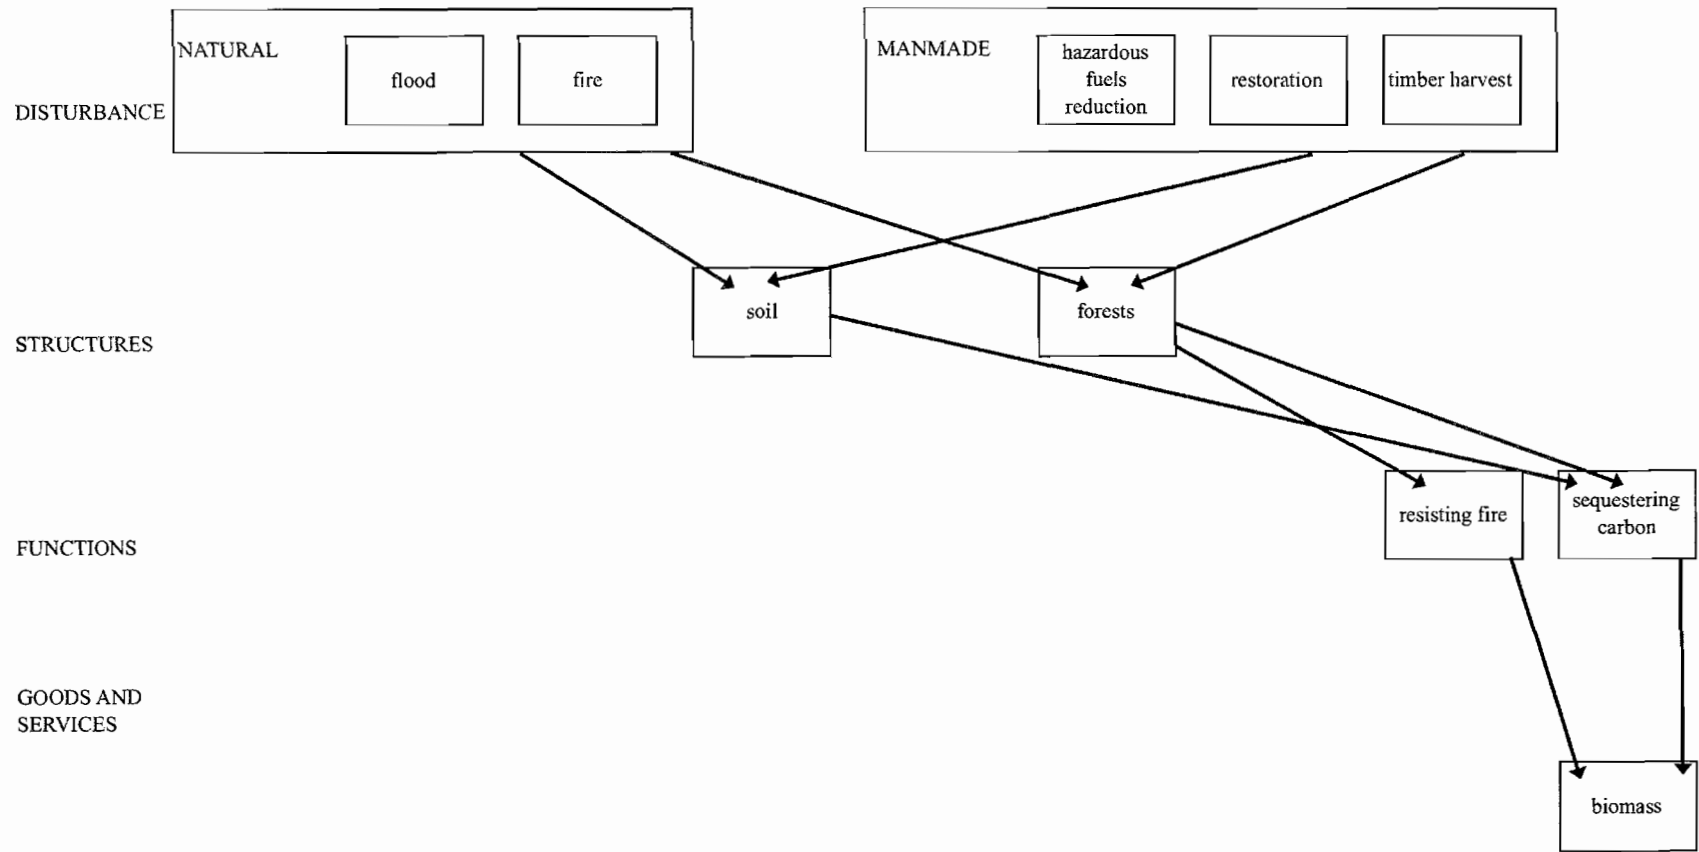 NATURAL
flood
fire
MANMADE
hazardous
fuels
reduction
restoration
timber harvest
DISTURBANCE
soil
forests
STRUCTURES
resisting fire
sequestering
carbon
FUNCTIONS
GOODS AND
SERVICES
biomass